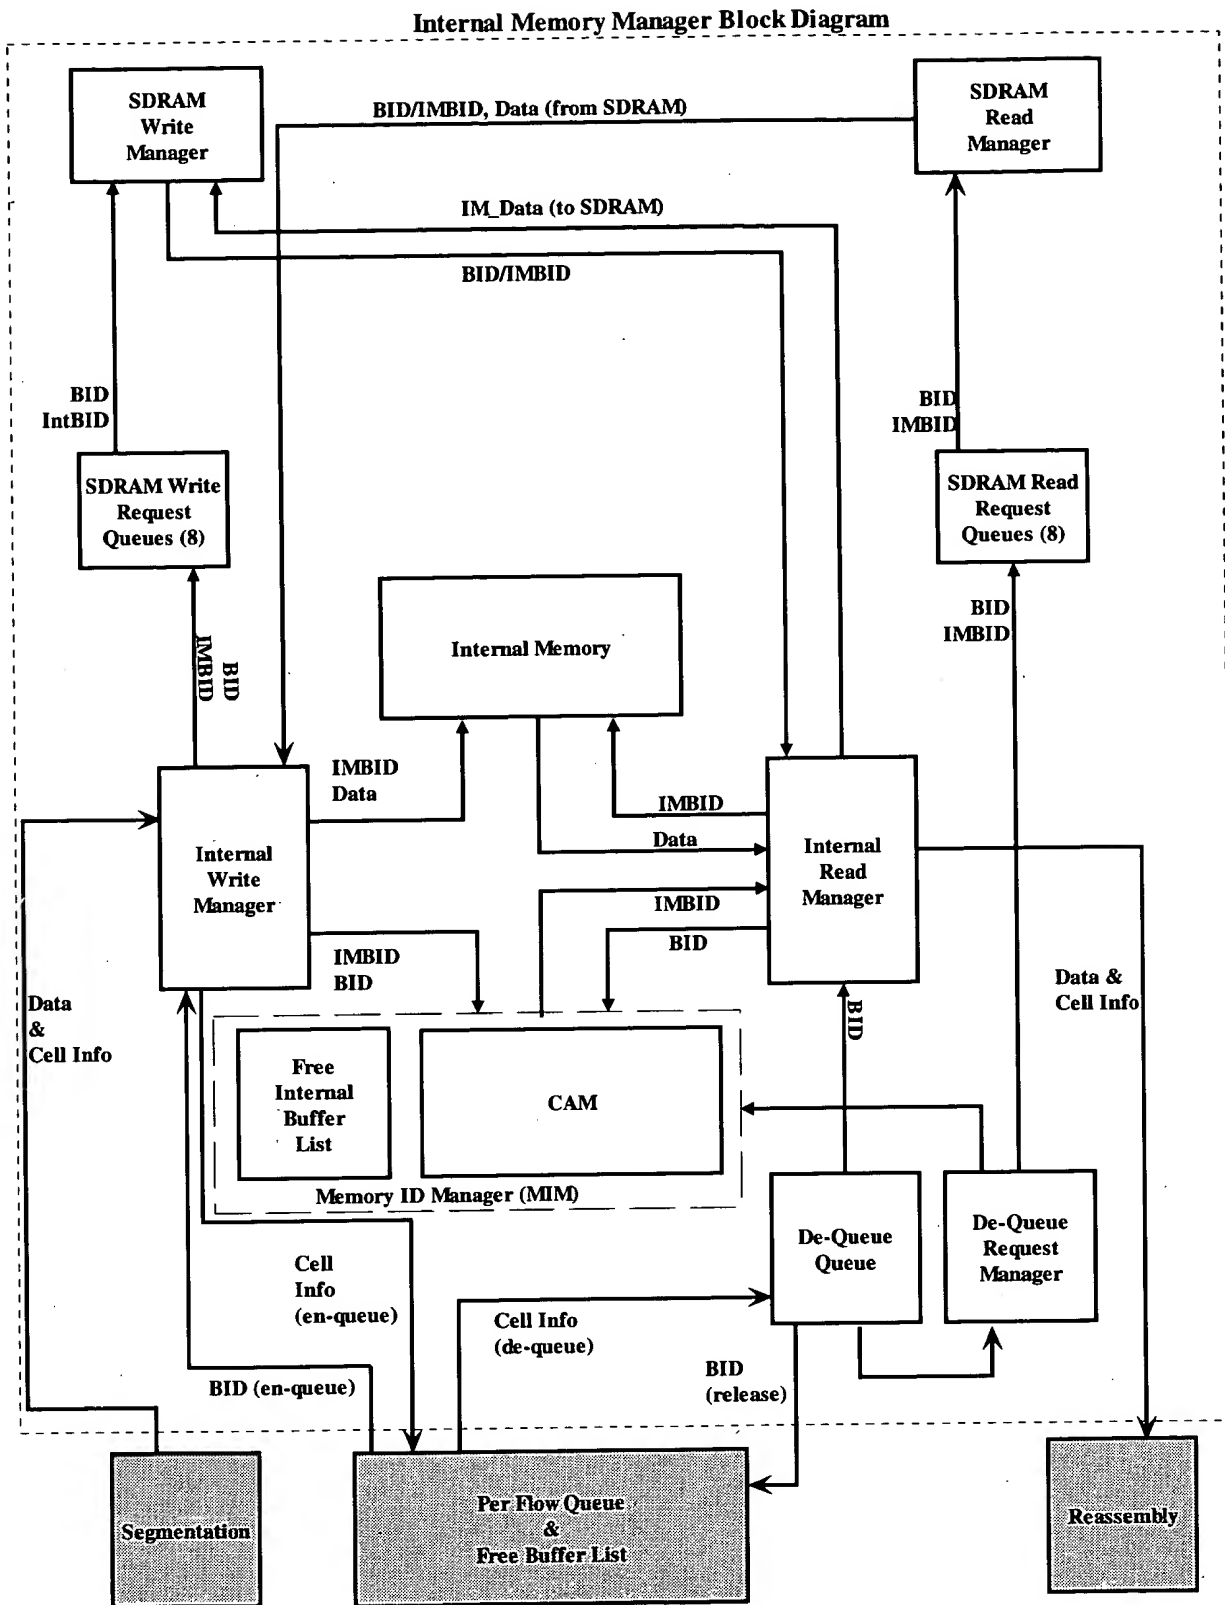 Internal Memory Manager Block Diagram
SDRAM
Write
Manager
BID/IMBID, Data (from SDRAM)
SDRAM
Read
Manager
IM_Data (to SDRAM)
BID/IMBID
BID
IntBID
BID
IMBID
SDRAM Write
Request
Queues (8)
SDRAM Read
Request
Queues (8)
BID
IMBID
BID
IMBID
Internal Memory
IMBID
Data
IMBID
Data
Internal
Write
Manager
Internal
Read
Manager
IMBID
BID
IMBID
BID
Data
&
Cell Info
Data &
Cell Info
BID
Free
Internal
Buffer
List
CAM
Memory ID Manager (MIM)
De-Queue
Queue
De-Queue
Request
Manager
Cell
Info
(en-queue)
Cell Info
(de-queue)
BID (en-queue)
BID
(release)
Segmentation
Per Flow Queue
&
Free Buffer List
Reassembly